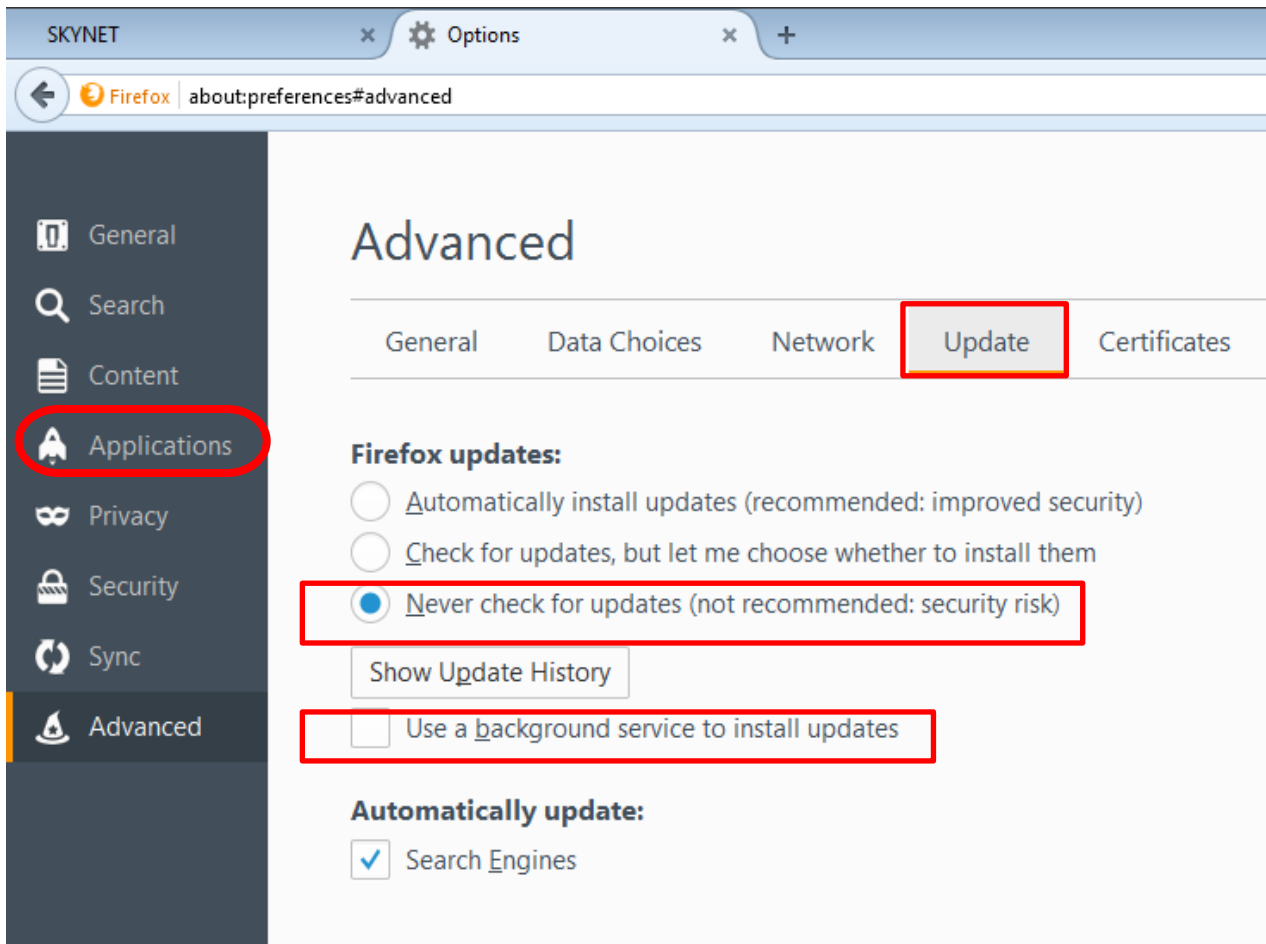 SKYNET
Options
Firefox about:preferences#advanced
General
Search
Content
Applications
Privacy
Security
Sync
Advanced
Advanced
General Data Choices Network Update Certificates
Firefox updates:
Automatically install updates (recommended: improved security)
Check for updates, but let me choose whether to install them
Never check for updates (not recommended: security risk)
Show Update History
Use a background service to install updates
Automatically update:
Search Engines